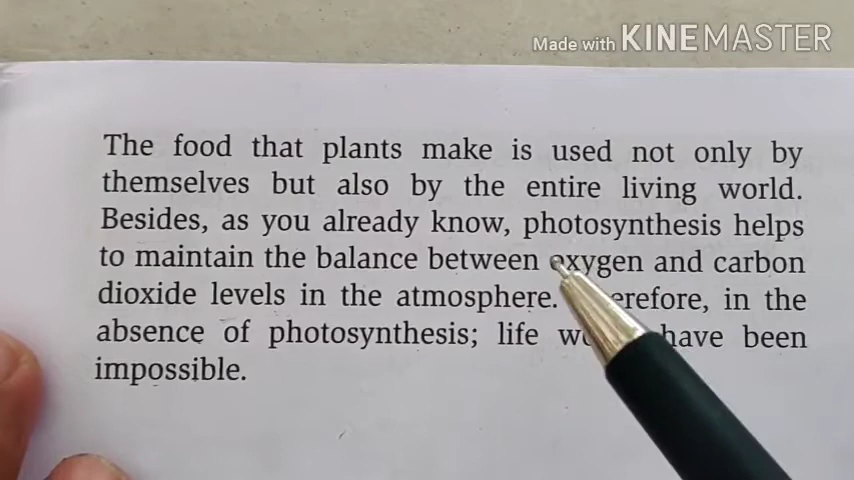 Made with KINEMASTER
The food that plants make is used not only by
themselves but also by the entire living world.
Besides, as you already know, photosynthesis helps
to maintain the balance between oxygen and carbon
dioxide levels in the atmosphere. Therefore, in the
absence of photosynthesis; life have been
impossible.